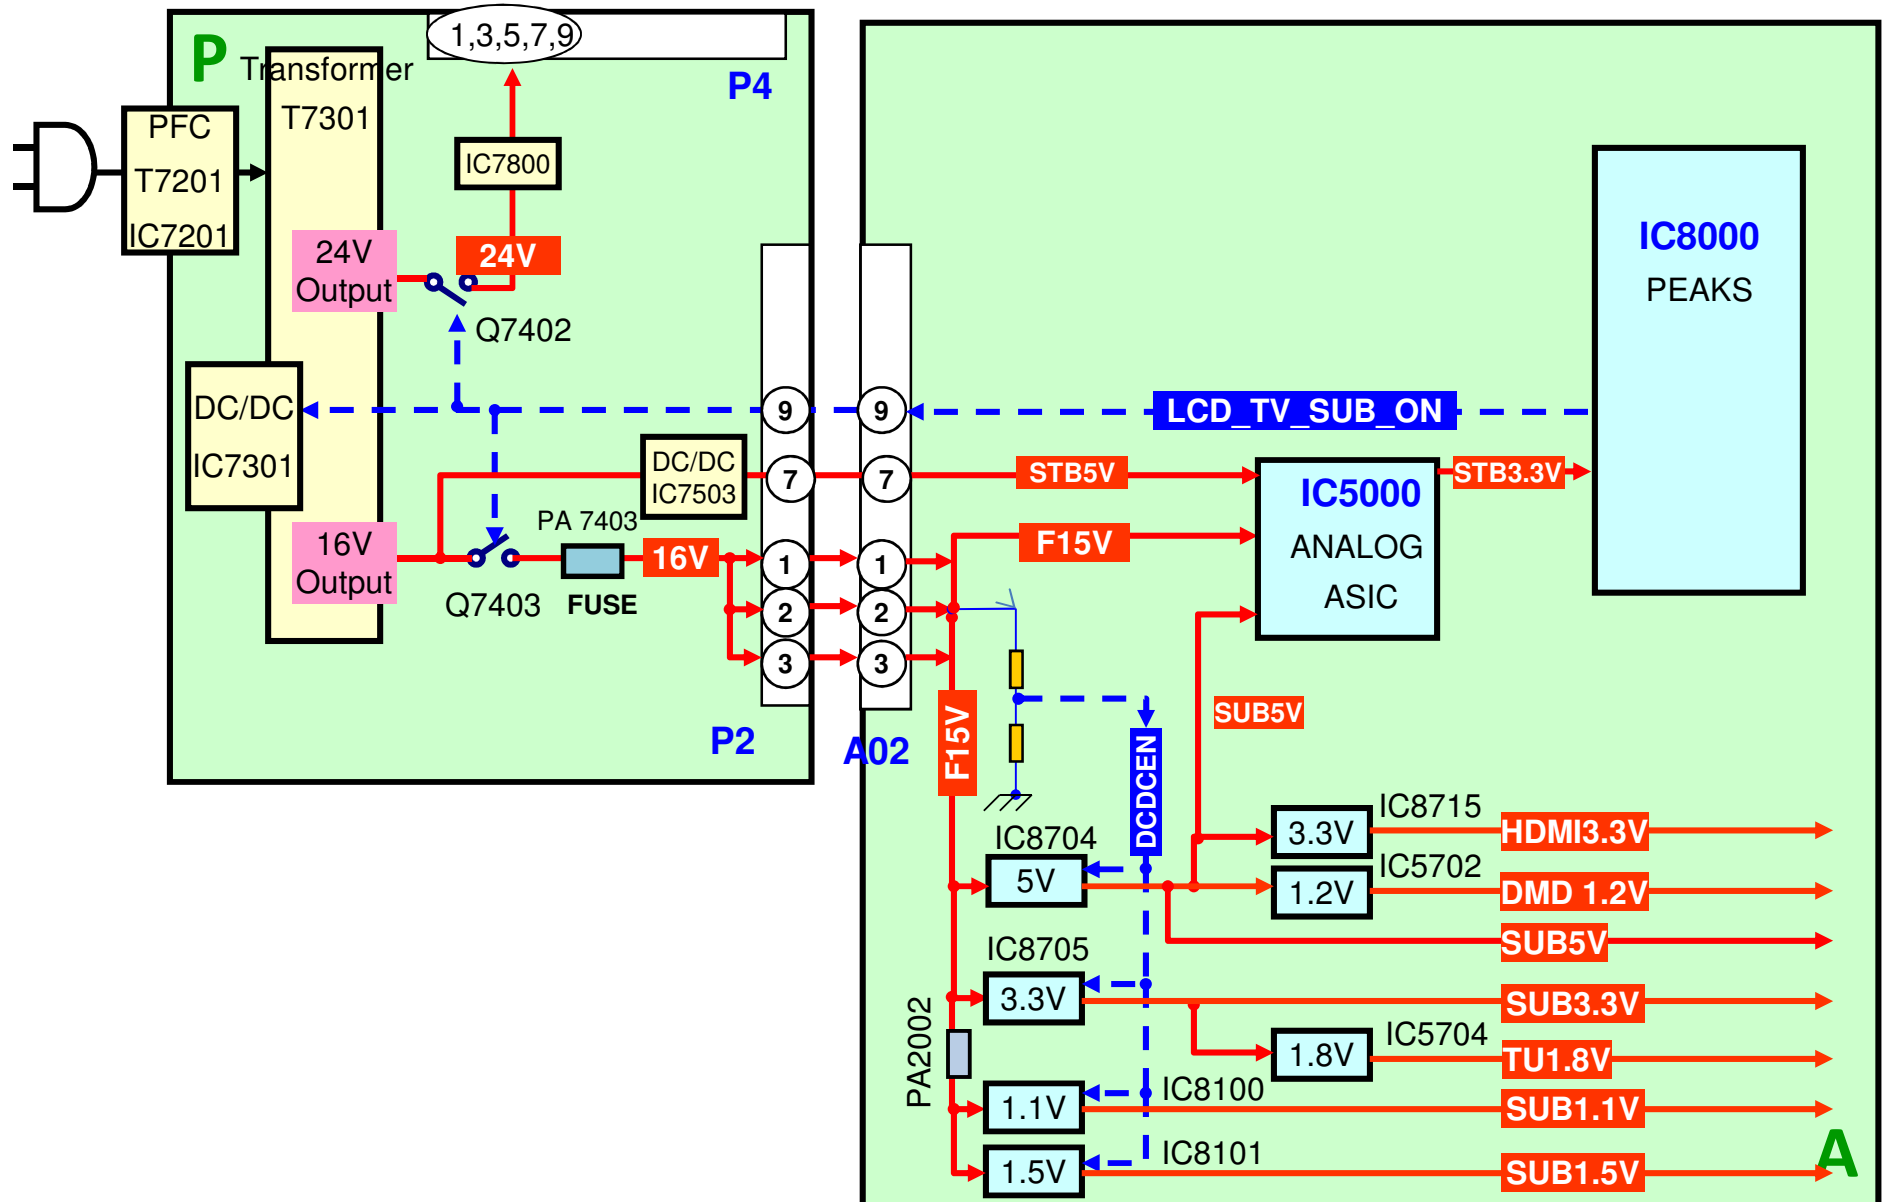 1,3,5,7,9
P
Transformer
T7301
P4
PFC
T7201
IC7201
IC7800
24V
Output
24V
Q7402
DC/DC
IC7301
DC/DC
IC7503
16V
Output
Q7403
PA 7403
FUSE
16V
9
7
1
2
3
P2
9
7
1
2
3
A02
LCD_TV_SUB_ON
STB5V
F15V
IC5000
ANALOG
ASIC
STB3.3V
IC8000
PEAKS
F15V
DCDCEN
SUB5V
IC8704
5V
IC8715
3.3V
HDMI3.3V
IC5702
1.2V
DMD 1.2V
SUB5V
IC8705
3.3V
SUB3.3V
PA2002
IC5704
1.8V
TU1.8V
IC8100
1.1V
SUB1.1V
IC8101
1.5V
SUB1.5V
A